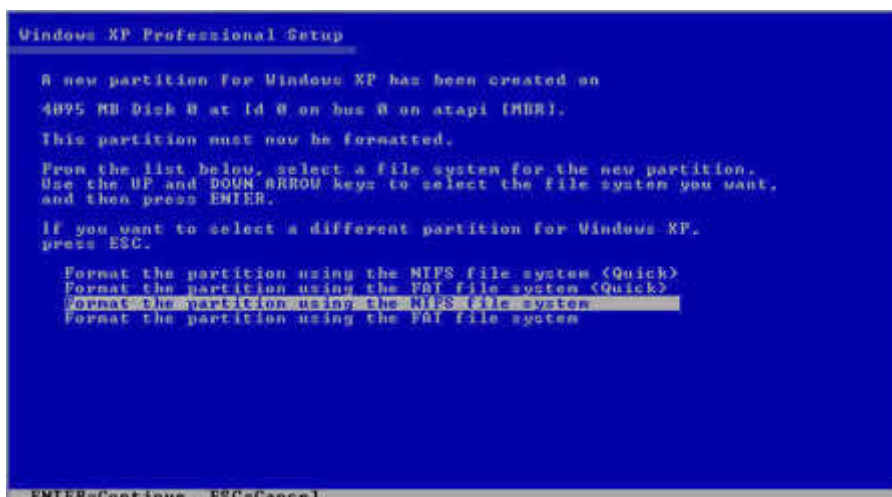 Windows XP Professional Setup
A new partition for Windows XP has been created on
4095 MB Disk 0 at Id 0 on bus 0 on atapi [MBR].
This partition must now be formatted.
From the list below, select a file system for the new partition.
Use the UP and DOWN ARROW keys to select the file system you want,
and then press ENTER.
If you want to select a different partition for Windows XP,
press ESC.
Format the partition using the NTFS file system (Quick)
Format the partition using the FAT file system (Quick)
Format the partition using the NTFS file system
Format the partition using the FAT file system
ENTER=Continue ESC=Cancel